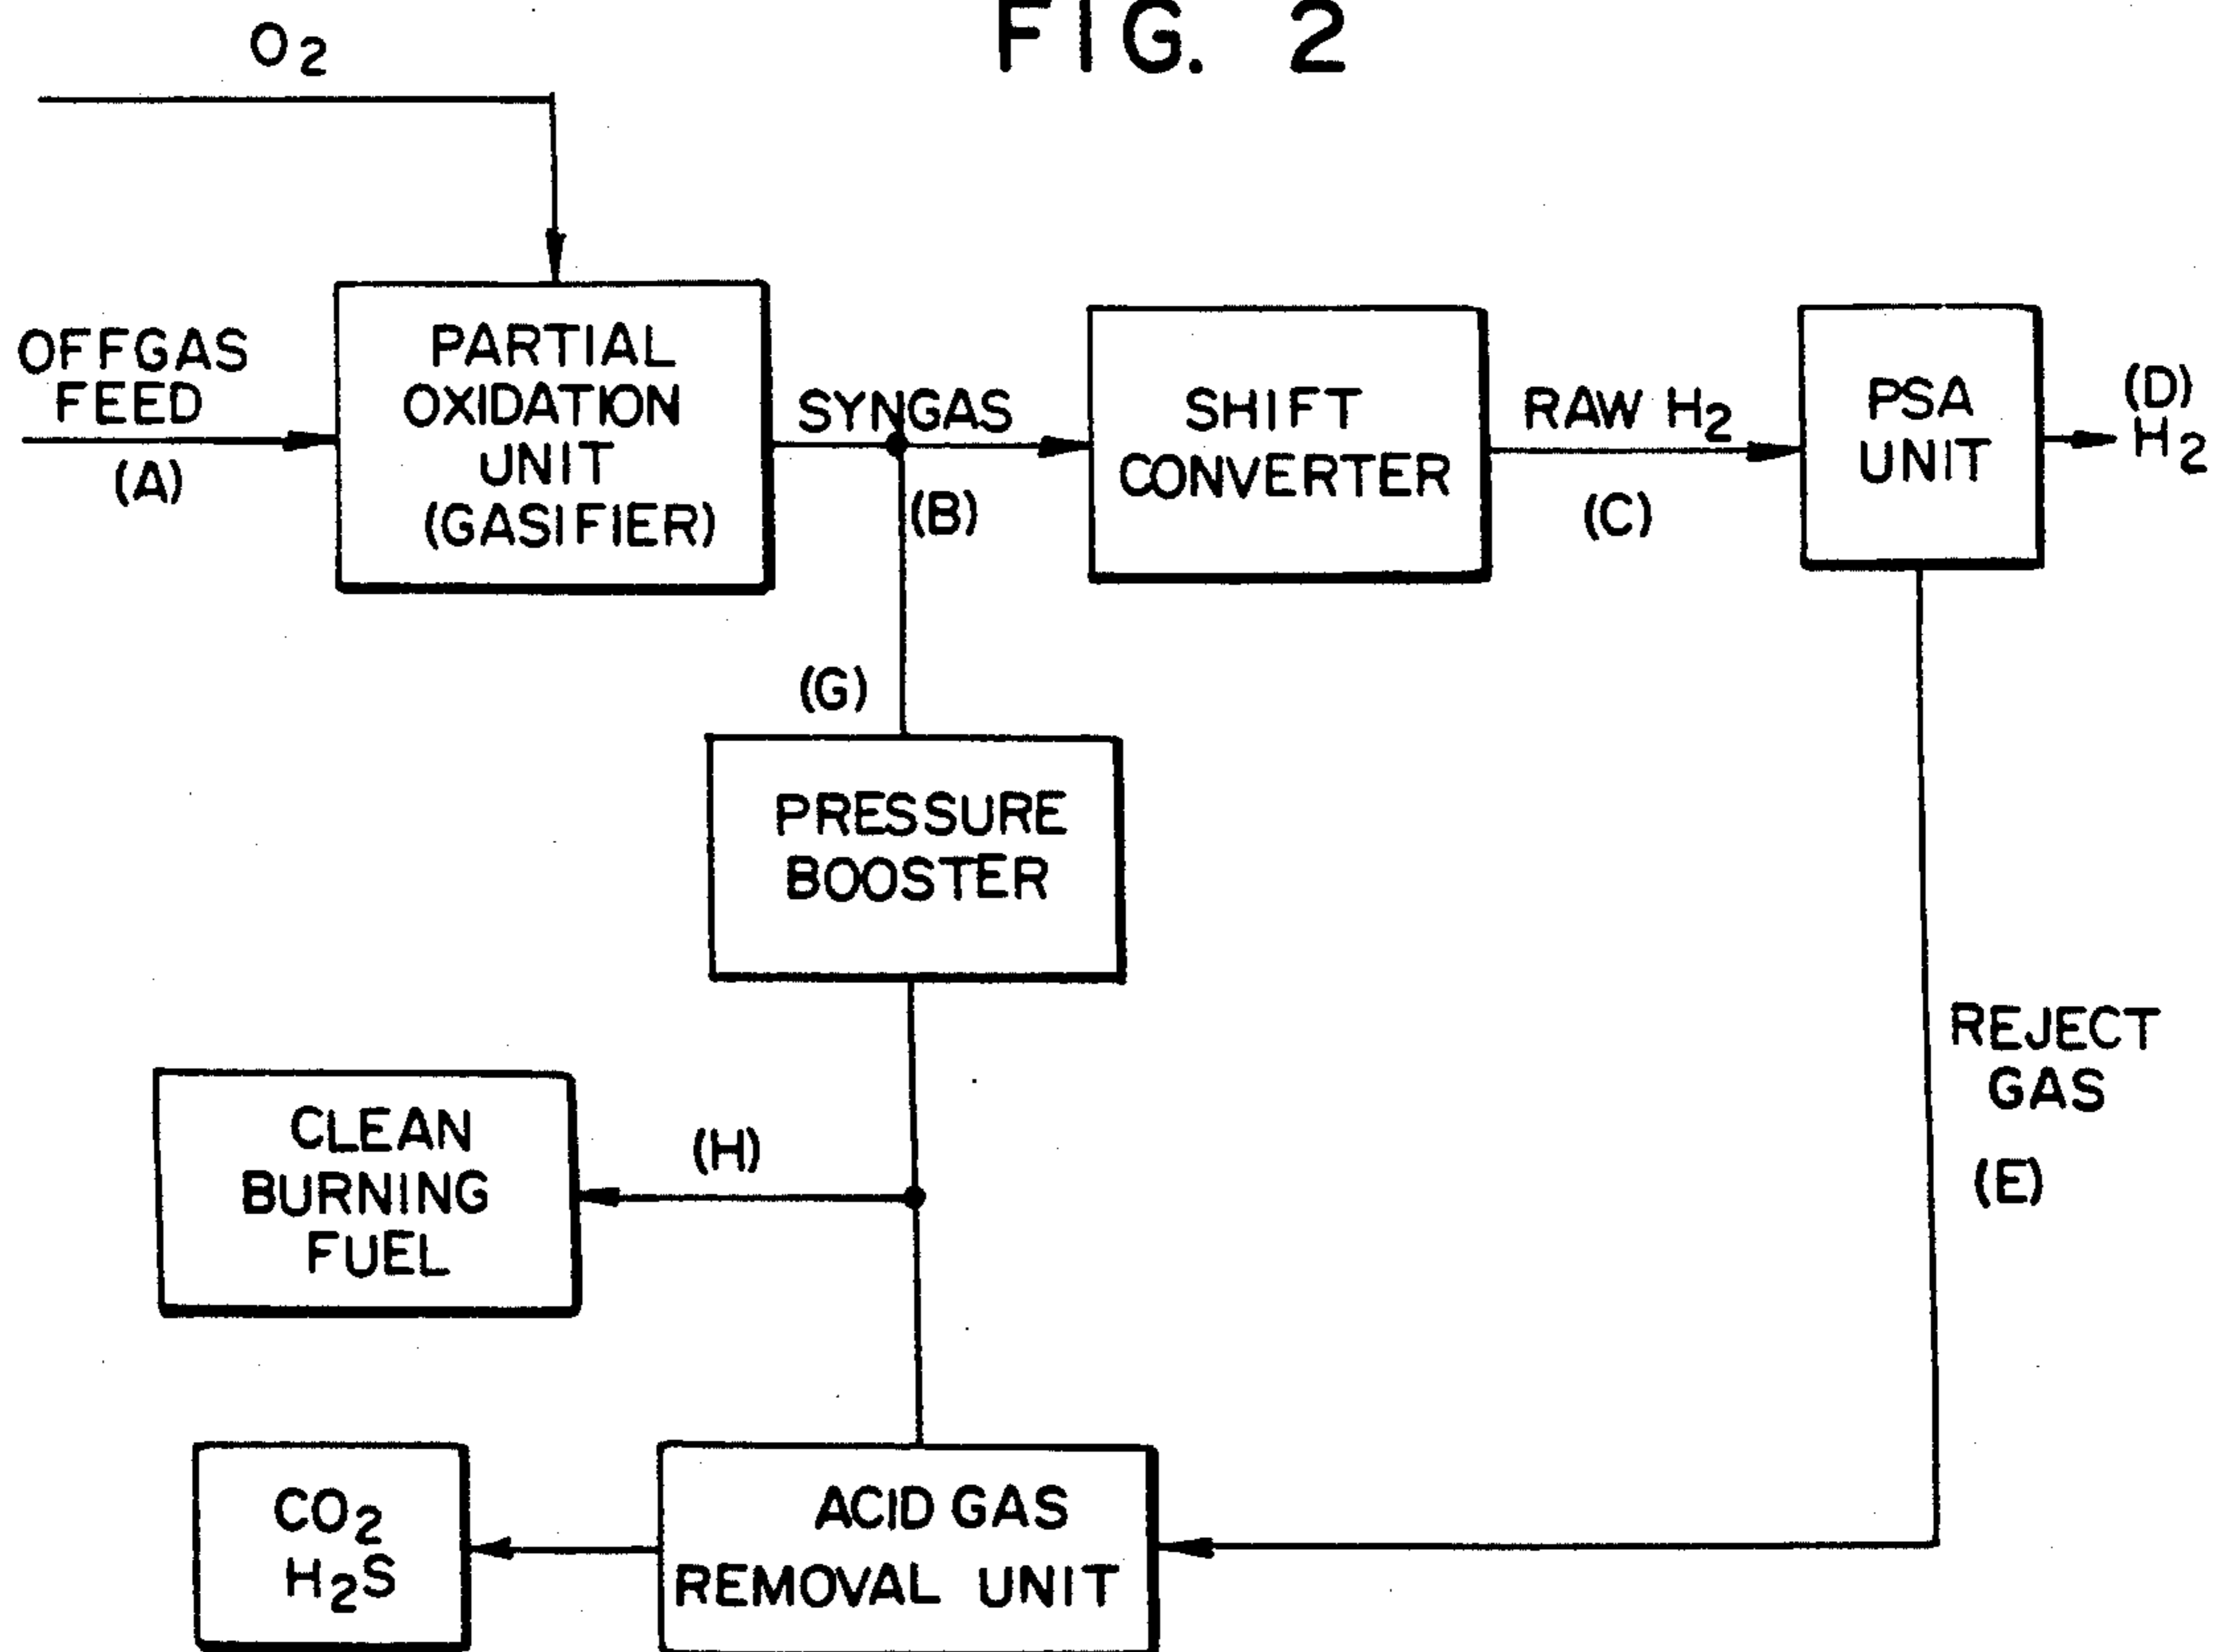 FIG. 2
O2
OFFGAS
FEED
(A)
PARTIAL
OXIDATION
UNIT
(GASIFIER)
SYNGAS
(B)
SHIFT
CONVERTER
RAW H2
(C)
PSA
UNIT
(D)
H2
(G)
PRESSURE
BOOSTER
REJECT
GAS
(E)
CLEAN
BURNING
FUEL
(H)
CO2
H2S
ACID GAS
REMOVAL UNIT